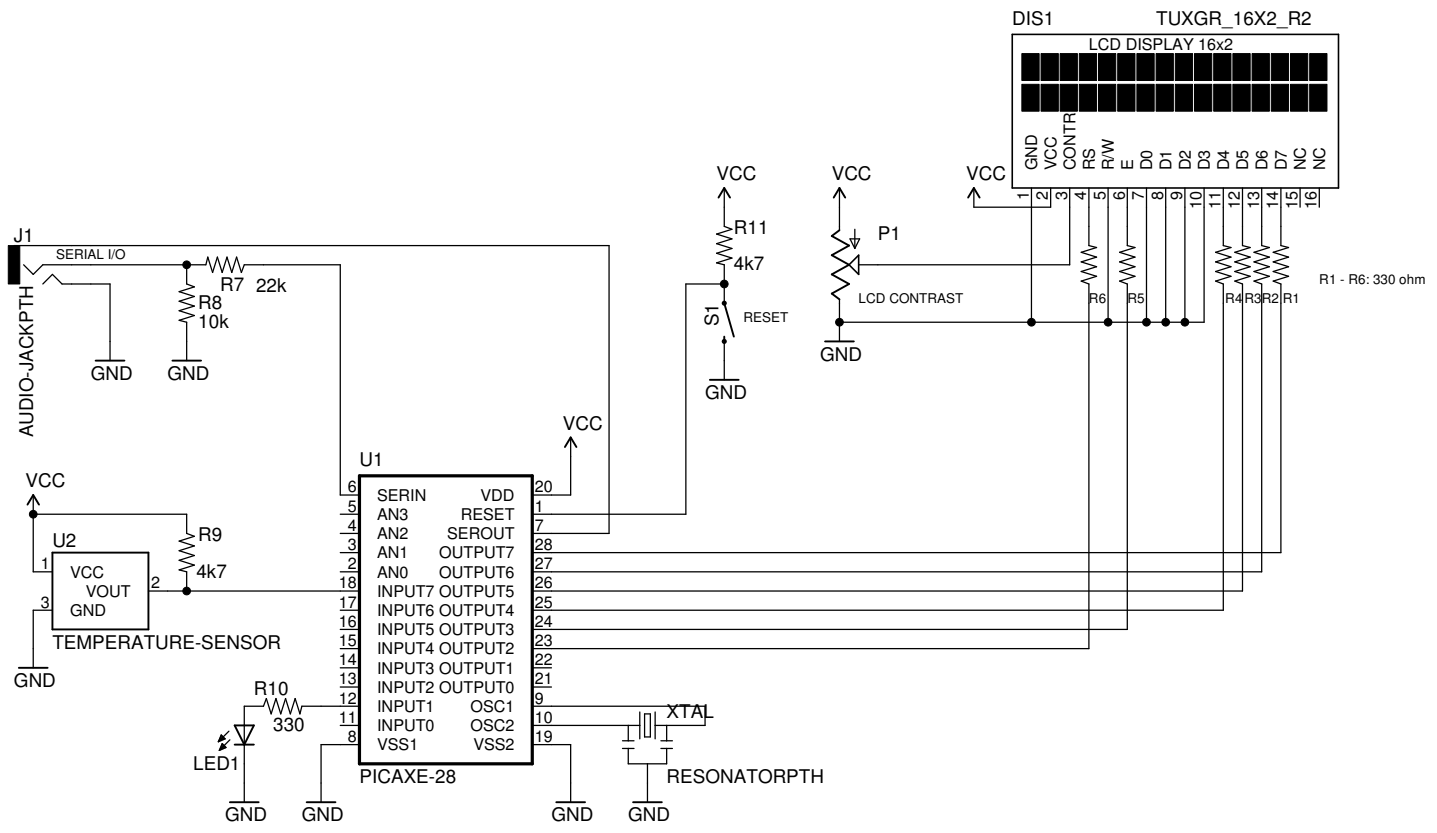 DIS1 TUXGR_16X2_R2
LCD DISPLAY 16x2
GND
VCC
CONTR
RS
R/W
E
D0
D1
D2
D3
D4
D5
D6
D7
NC
NC
1
2
3
4
5
6
7
8
9
10
11
12
13
14
15
16
VCC
VCC
VCC
R11
4k7
S1
RESET
GND
P1
LCD CONTRAST
GND
R6
R5
R4
R3
R2
R1
R1 - R6: 330 ohm
J1
SERIAL I/O
AUDIO-JACKPTH
R7 22k
R8
10k
GND
GND
VCC
U2
1
VCC
VOUT
2
3
GND
TEMPERATURE-SENSOR
GND
R9
4k7
VCC
U1
6 SERIN VDD 20
5 AN3 RESET 1
4 AN2 SEROUT 7
3 AN1 OUTPUT7 28
2 AN0 OUTPUT6 27
18 INPUT7 OUTPUT5 26
17 INPUT6 OUTPUT4 25
16 INPUT5 OUTPUT3 24
15 INPUT4 OUTPUT2 23
14 INPUT3 OUTPUT1 22
13 INPUT2 OUTPUT0 21
12 INPUT1 OSC1 9
11 INPUT0 OSC2 10
8 VSS1 VSS2 19
PICAXE-28
R10
330
LED1
GND
GND
GND
XTAL
RESONATORPTH
GND